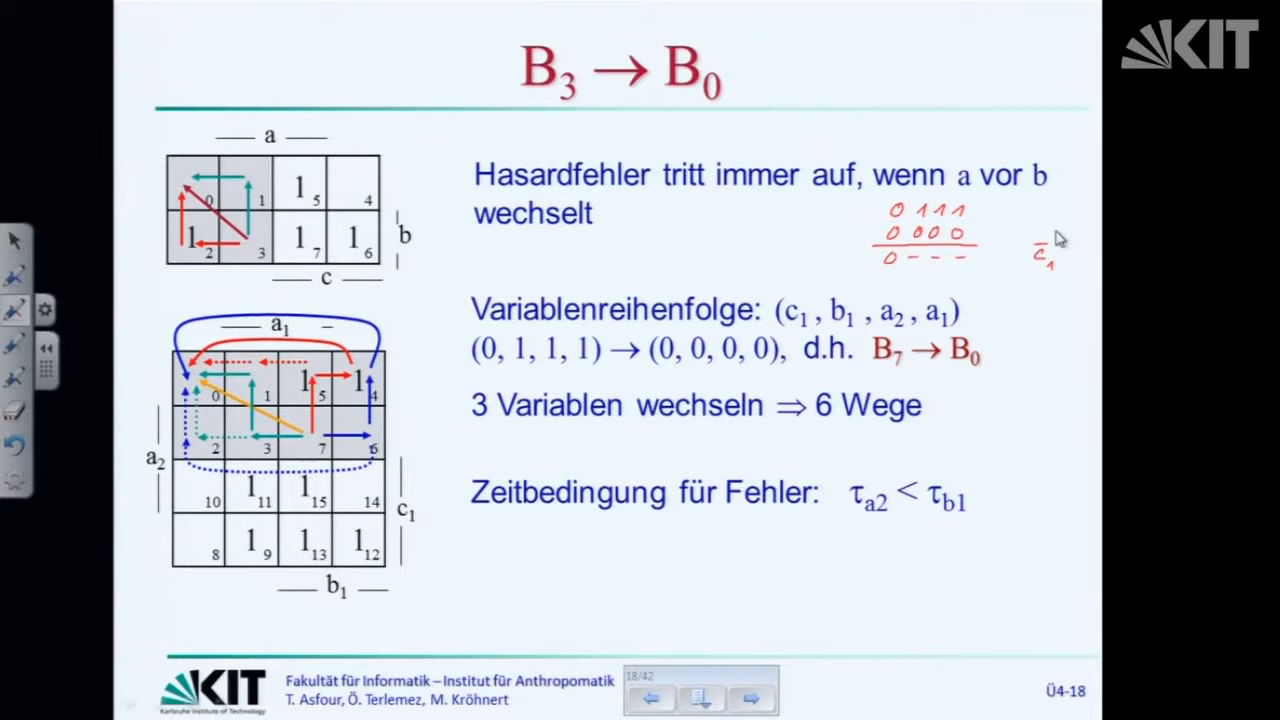 KIT
B₃ → B₀
a
1 5 4
0 1
1 2 3 1 7 1 6
b
c
Hasardfehler tritt immer auf, wenn a vor b
wechselt
0 1 1 1
0 0 0 0
0 - - -
c̄₁
Variablenreihenfolge: (c₁ , b₁ , a₂ , a₁)
(0, 1, 1, 1) → (0, 0, 0, 0), d.h. B₇ → B₀
3 Variablen wechseln ⇒ 6 Wege
Zeitbedingung für Fehler: τa2 < τb1
a₁
0 1 1 5 1 4
2 3 7 6
a₂
10 1 11 1 15 14
c₁
8 1 9 1 13 1 12
b₁
KIT
Karlsruhe Institute of Technology
Fakultät für Informatik – Institut für Anthropomatik
T. Asfour, Ö. Terlemez, M. Kröhnert
18/42
Ü4-18